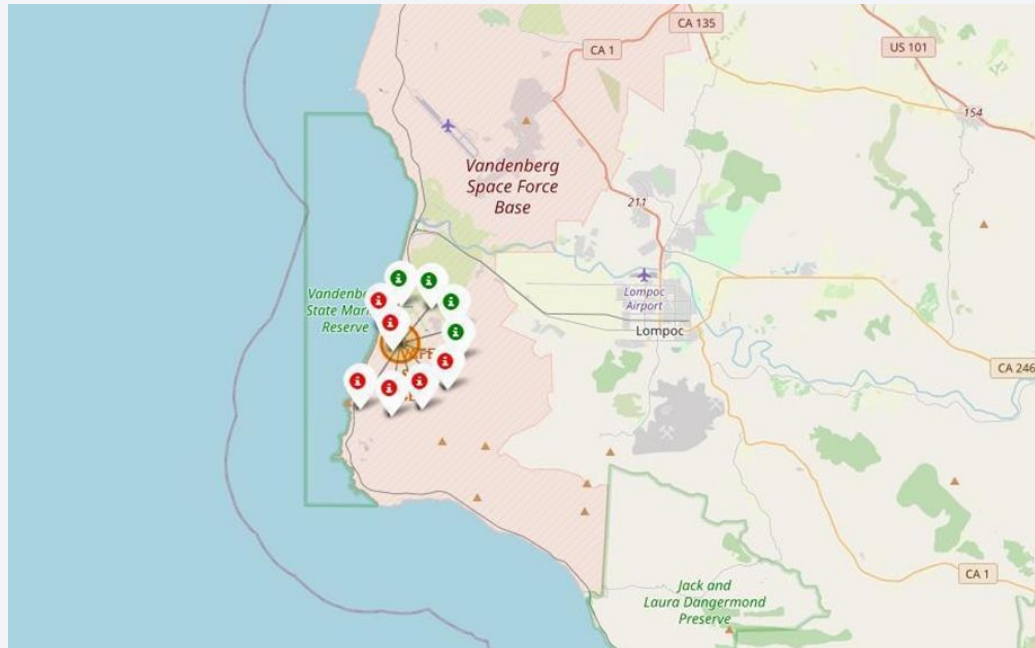 CA 135
CA 1
US 101
154
Vandenberg
Space Force
Base
211
Lompoc
Airport
Lompoc
State Mar
Reserve
CA 246
CA 1
Jack and
Laura Dangermond
Preserve